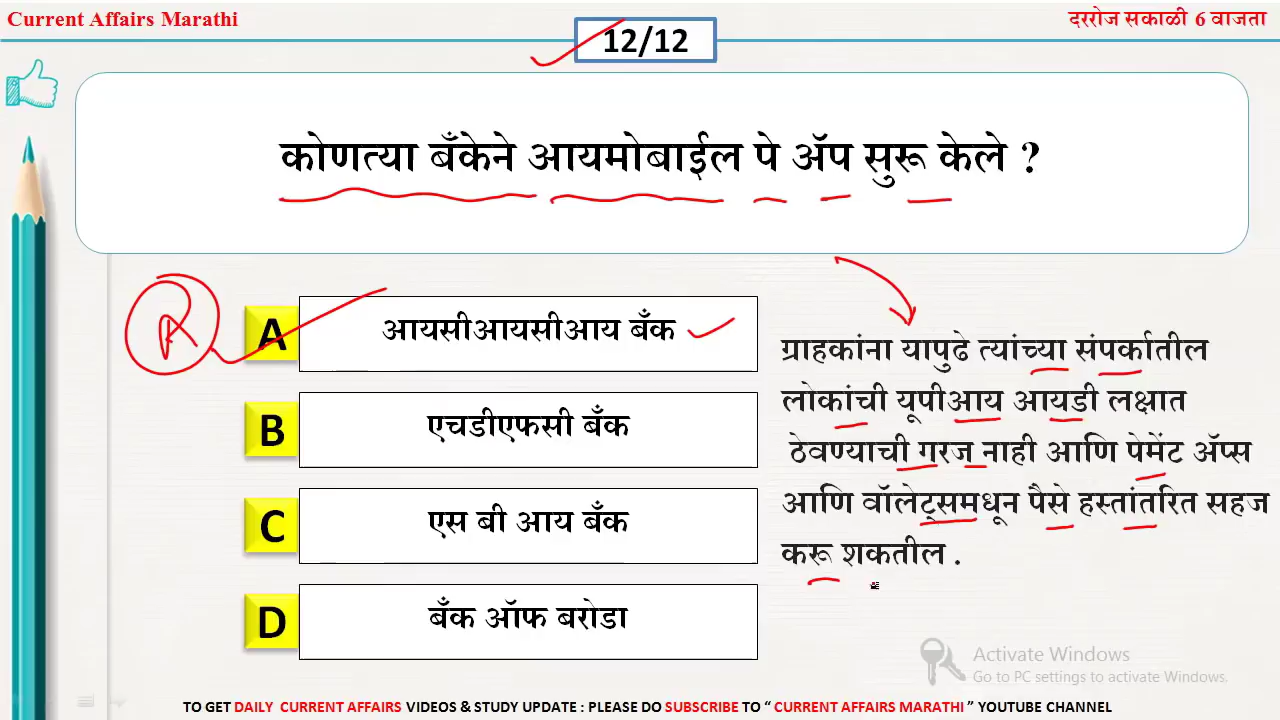 Current Affairs Marathi
दररोज सकाळी 6 वाजता
12/12
कोणत्या बँकेने आयमोबाईल पे ॲप सुरू केले ?
A
आयसीआयसीआय बँक
B
एचडीएफसी बँक
C
एस बी आय बँक
D
बँक ऑफ बरोडा
ग्राहकांना यापुढे त्यांच्या संपर्कातील
लोकांची यूपीआय आयडी लक्षात
ठेवण्याची गरज नाही आणि पेमेंट ॲप्स
आणि वॉलेट्समधून पैसे हस्तांतरित सहज
करू शकतील .
Activate Windows
Go to PC settings to activate Windows.
TO GET DAILY CURRENT AFFAIRS VIDEOS & STUDY UPDATE : PLEASE DO SUBSCRIBE TO “ CURRENT AFFAIRS MARATHI ” YOUTUBE CHANNEL